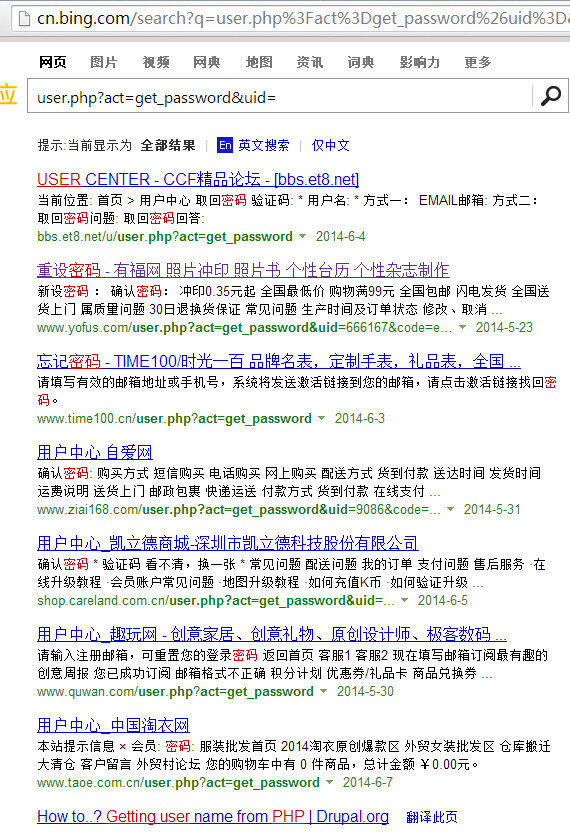 cn.bing.com/search?q=user.php%3Fact%3Dget_password%26uid%3D&
网页 图片 视频 网典 地图 资讯 词典 影响力 更多
立 user.php?act=get_password&uid=
提示:当前显示为 全部结果 | En 英文搜索 | 仅中文
USER CENTER - CCF精品论坛 - [bbs.et8.net]
当前位置: 首页 > 用户中心 取回密码 验证码: * 用户名: * 方式一： EMAIL邮箱: 方式二：
取回密码问题: 取回密码回答:
bbs.et8.net/u/user.php?act=get_password 2014-6-4
重设密码 - 有福网 照片冲印 照片书 个性台历 个性杂志制作
新设密码 ： 确认密码： 冲印0.35元起 全国最低价 购物满99元 全国包邮 闪电发货 全国送
货上门 属质量问题 30日退换货保证 常见问题 生产时间及订单状态 修改、取消 ...
www.yofus.com/user.php?act=get_password&uid=666167&code=e... 2014-5-23
忘记密码 - TIME100/时光一百 品牌名表，定制手表，礼品表，全国 ...
请填写有效的邮箱地址或手机号，系统将发送激活链接到您的邮箱，请点击激活链接找回密
码。
www.time100.cn/user.php?act=get_password 2014-6-3
用户中心 自爱网
确认密码: 购买方式 短信购买 电话购买 网上购买 配送方式 货到付款 送达时间 发货时间
运费说明 送货上门 邮政包裹 快递运送 付款方式 货到付款 在线支付 ...
www.ziai168.com/user.php?act=get_password&uid=9086&code=... 2014-5-31
用户中心_凯立德商城-深圳市凯立德科技股份有限公司
确认密码 * 验证码 看不清，换一张 * 常见问题 配送问题 我的订单 支付问题 售后服务 ·在
线升级教程 ·会员账户常见问题 ·地图升级教程 ·如何充值K币 ·如何验证升级 ...
shop.careland.com.cn/user.php?act=get_password&uid=... 2014-6-5
用户中心_趣玩网 - 创意家居、创意礼物、原创设计师、极客数码 ...
请输入注册邮箱，可重置您的登录密码 返回首页 客服1 客服2 现在填写邮箱订阅最有趣的
创意周报 您已成功订阅 邮箱格式不正确 积分计划 优惠券/礼品卡 商品兑换券 ...
www.quwan.com/user.php?act=get_password 2014-5-30
用户中心_中国淘衣网
本站提示信息 × 会员: 密码: 服装批发首页 2014淘衣原创爆款区 外贸女装批发区 仓库搬迁
大清仓 客户留言 外贸村论坛 您的购物车中有 0 件商品，总计金额 ￥0.00元。
www.taoe.com.cn/user.php?act=get_password 2014-6-7
How to..? Getting user name from PHP | Drupal.org 翻译此页